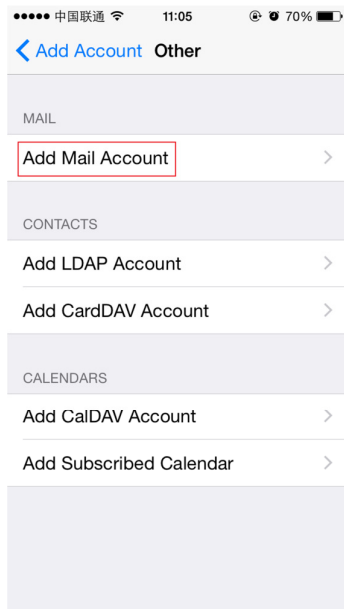 中国联通 11:05 70%
Add Account Other
MAIL
Add Mail Account
CONTACTS
Add LDAP Account
Add CardDAV Account
CALENDARS
Add CalDAV Account
Add Subscribed Calendar